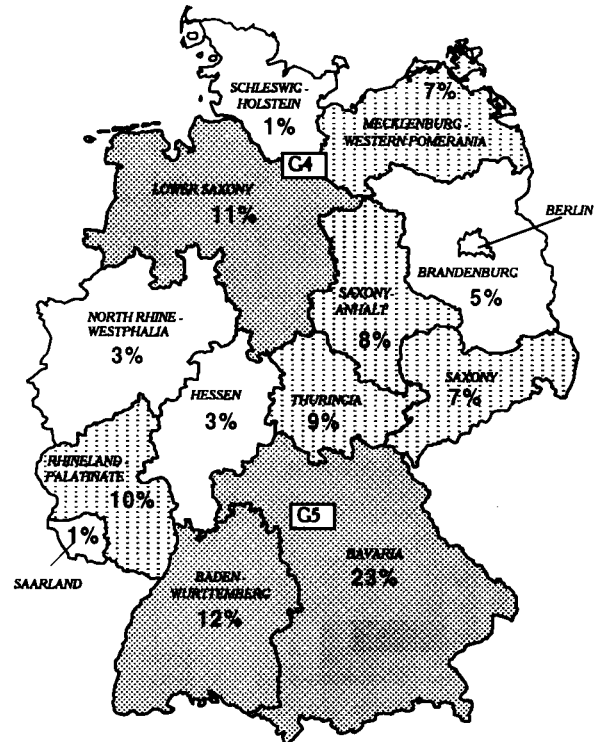 SCHLESWIG -
HOLSTEIN
1%
7%
MECKLENBURG -
WESTERN POMERANIA
G4
LOWER SAXONY
11%
BERLIN
BRANDENBURG
5%
SAXONY-
ANHALT
8%
NORTH RHINE -
WESTPHALIA
3%
HESSEN
3%
THURINGIA
9%
SAXONY
7%
RHINELAND -
PALATINATE
10%
1%
SAARLAND
G5
BAVARIA
23%
BADEN -
WURTTEMBERG
12%